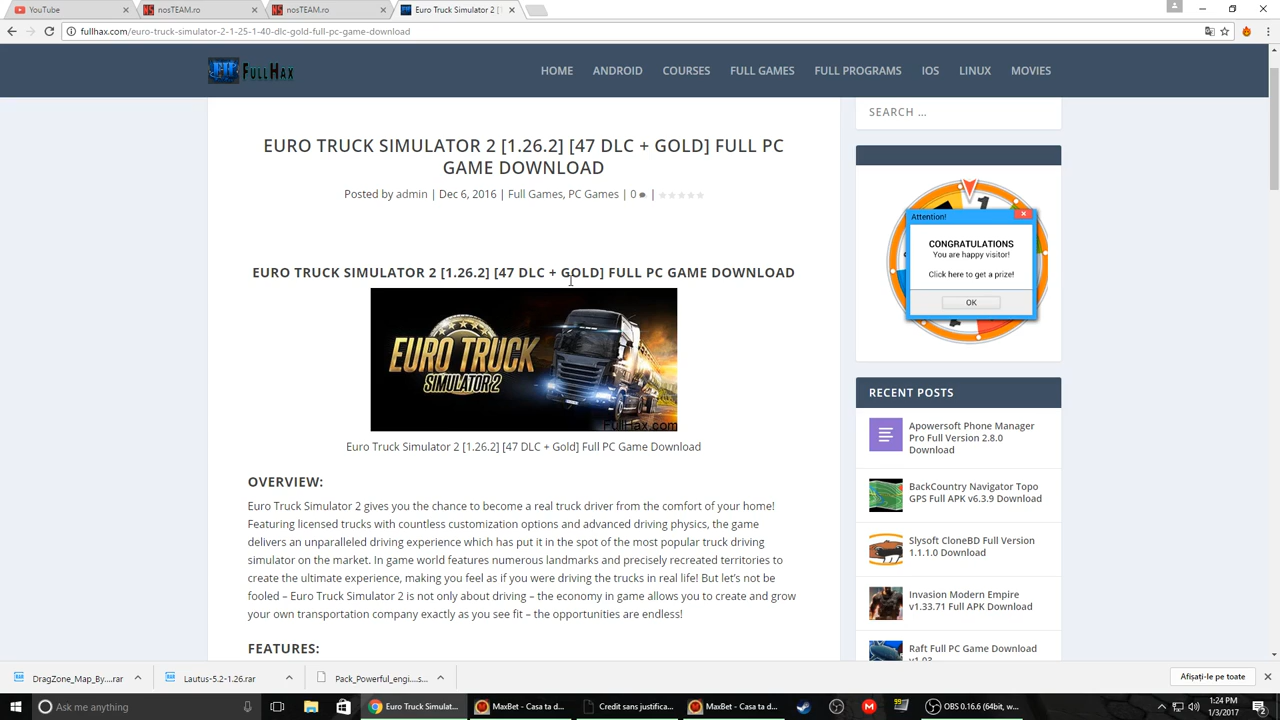 YouTube
nosTEAM.ro
nosTEAM.ro
Euro Truck Simulator 2 [1
fullhax.com/euro-truck-simulator-2-1-25-1-40-dlc-gold-full-pc-game-download
FULLHAX
HOME
ANDROID
COURSES
FULL GAMES
FULL PROGRAMS
IOS
LINUX
MOVIES
EURO TRUCK SIMULATOR 2 [1.26.2] [47 DLC + GOLD] FULL PC
GAME DOWNLOAD
Posted by admin | Dec 6, 2016 | Full Games, PC Games | 0 |
EURO TRUCK SIMULATOR 2 [1.26.2] [47 DLC + GOLD] FULL PC GAME DOWNLOAD
EURO TRUCK
SIMULATOR 2
FullHax.com
Euro Truck Simulator 2 [1.26.2] [47 DLC + Gold] Full PC Game Download
OVERVIEW:
Euro Truck Simulator 2 gives you the chance to become a real truck driver from the comfort of your home!
Featuring licensed trucks with countless customization options and advanced driving physics, the game
delivers an unparalleled driving experience which has put it in the spot of the most popular truck driving
simulator on the market. In game world features numerous landmarks and precisely recreated territories to
create the ultimate experience, making you feel as if you were driving the trucks in real life! But let's not be
fooled – Euro Truck Simulator 2 is not only about driving – the economy in game allows you to create and grow
your own transportation company exactly as you see fit – the opportunities are endless!
FEATURES:
SEARCH ...
Attention!
CONGRATULATIONS
You are happy visitor!
Click here to get a prize!
OK
RECENT POSTS
Apowersoft Phone Manager
Pro Full Version 2.8.0
Download
BackCountry Navigator Topo
GPS Full APK v6.3.9 Download
Slysoft CloneBD Full Version
1.1.1.0 Download
Invasion Modern Empire
v1.33.71 Full APK Download
Raft Full PC Game Download
v1.03
DragZone_Map_By....rar
Lautus-5.2-1.26.rar
Pack_Powerful_engi....s...
Afișați-le pe toate
Ask me anything
Euro Truck Simulat...
MaxBet - Casa ta d...
Credit sans justifica...
MaxBet - Casa ta d...
OBS 0.16.6 (64bit, w...
1:24 PM
1/3/2017